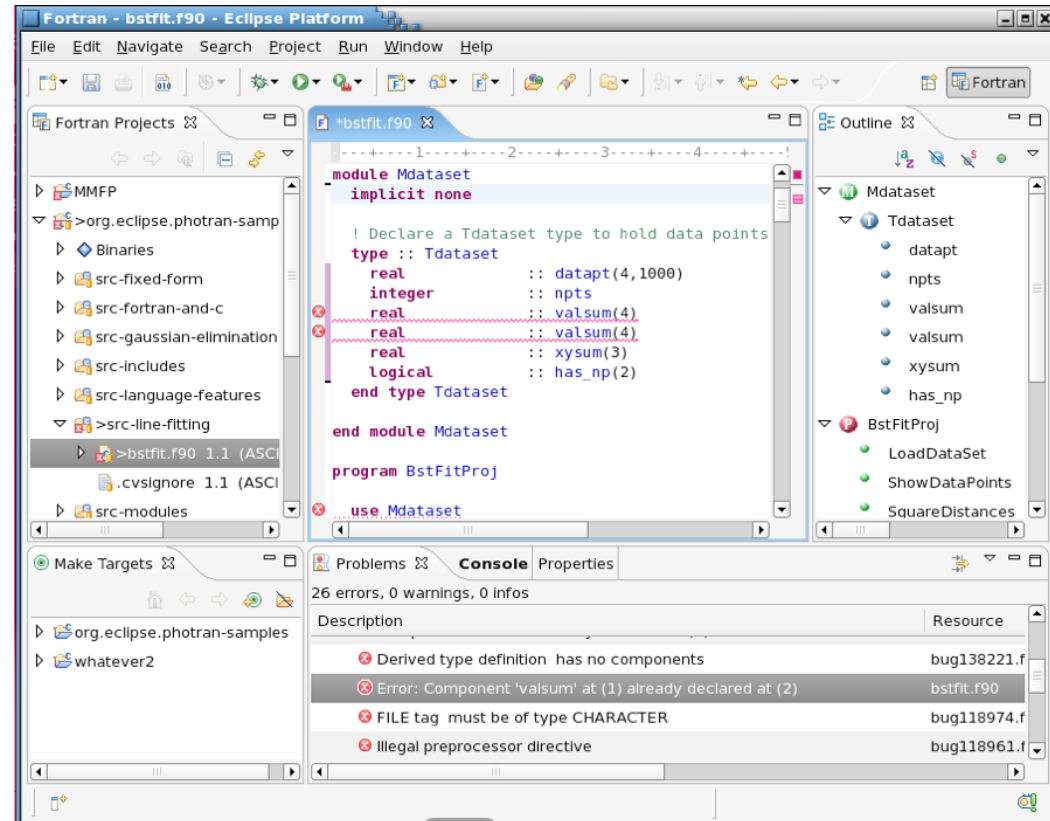 Fortran - bstfit.f90 - Eclipse Platform
File Edit Navigate Search Project Run Window Help
Fortran
Fortran Projects
MMFP
>org.eclipse.photran-samp
Binaries
src-fixed-form
src-fortran-and-c
src-gaussian-elimination
src-includes
src-language-features
>src-line-fitting
>bstfit.f90 1.1 (ASCI
.cvsignore 1.1 (ASCI
src-modules
*bstfit.f90
----+----1----+----2----+----3----+----4----+----5
module Mdataset
implicit none
! Declare a Tdataset type to hold data points
type :: Tdataset
real :: datapt(4,1000)
integer :: npts
real :: valsum(4)
real :: valsum(4)
real :: xysum(3)
logical :: has_np(2)
end type Tdataset
end module Mdataset
program BstFitProj
use Mdataset
Outline
Mdataset
Tdataset
datapt
npts
valsum
valsum
xysum
has_np
BstFitProj
LoadDataSet
ShowDataPoints
SquareDistances
Make Targets
org.eclipse.photran-samples
whatever2
Problems Console Properties
26 errors, 0 warnings, 0 infos
Description Resource
Derived type definition has no components bug138221.f
Error: Component 'valsum' at (1) already declared at (2) bstfit.f90
FILE tag must be of type CHARACTER bug118974.f
Illegal preprocessor directive bug118961.f